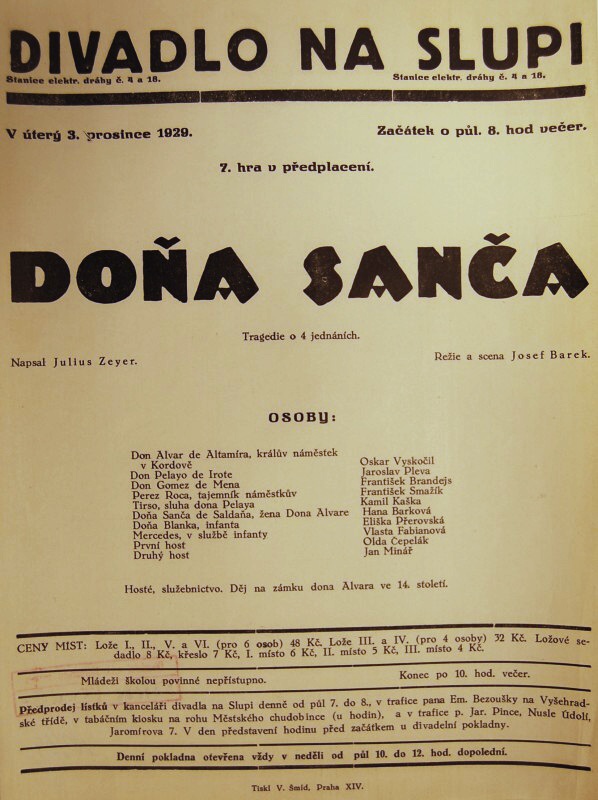 DIVADLO NA SLUPI
Stanice elektr. dráhy č. 4 a 18. Stanice elektr. dráhy č. 4 a 18.
V úterý 3. prosince 1929. Začátek o půl. 8. hod večer.
7. hra v předplacení.
DOŇA SANČA
Tragedie o 4 jednáních.
Napsal Julius Zeyer. Režie a scena Josef Barek.
OSOBY:
Don Alvar de Altamíra, králův náměstek
v Kordově Oskar Vyskočil
Don Pelayo de Irote Jaroslav Pleva
Don Gomez de Mena František Brandejs
Perez Roca, tajemník náměstkův František Smažík
Tirso, sluha dona Pelaya Kamil Kaška
Doňa Sanča de Saldaňa, žena Dona Alvare Hana Barková
Doňa Blanka, infanta Eliška Přerovská
Mercedes, v službě infanty Vlasta Fabianová
První host Olda Čepelák
Druhý host Jan Minář
Hosté, služebnictvo. Děj na zámku dona Alvara ve 14. století.
CENY MÍST: Lože I., II., V. a VI. (pro 6 osob) 48 Kč. Lože III. a IV. (pro 4 osoby) 32 Kč. Ložové se-
dadlo 8 Kč, křeslo 7 Kč, I. místo 6 Kč, II. místo 5 Kč, III. místo 4 Kč.
Mládeži školou povinné nepřístupno. Konec po 10. hod. večer.
Předprodej lístků v kanceláři divadla na Slupi denně od půl 7. do 8., v trafice pana Em. Bezoušky na Vyšehrad-
ské třídě, v tabáčním kiosku na rohu Městského chudobince (u hodin), a v trafice p. Jar. Pince, Nusle Údolí,
Jaromírova 7. V den představení hodinu před začátkem u divadelní pokladny.
Denní pokladna otevřena vždy v neděli od půl 10. do 12. hod. dopolední.
Tiskl V. Šmíd, Praha XIV.